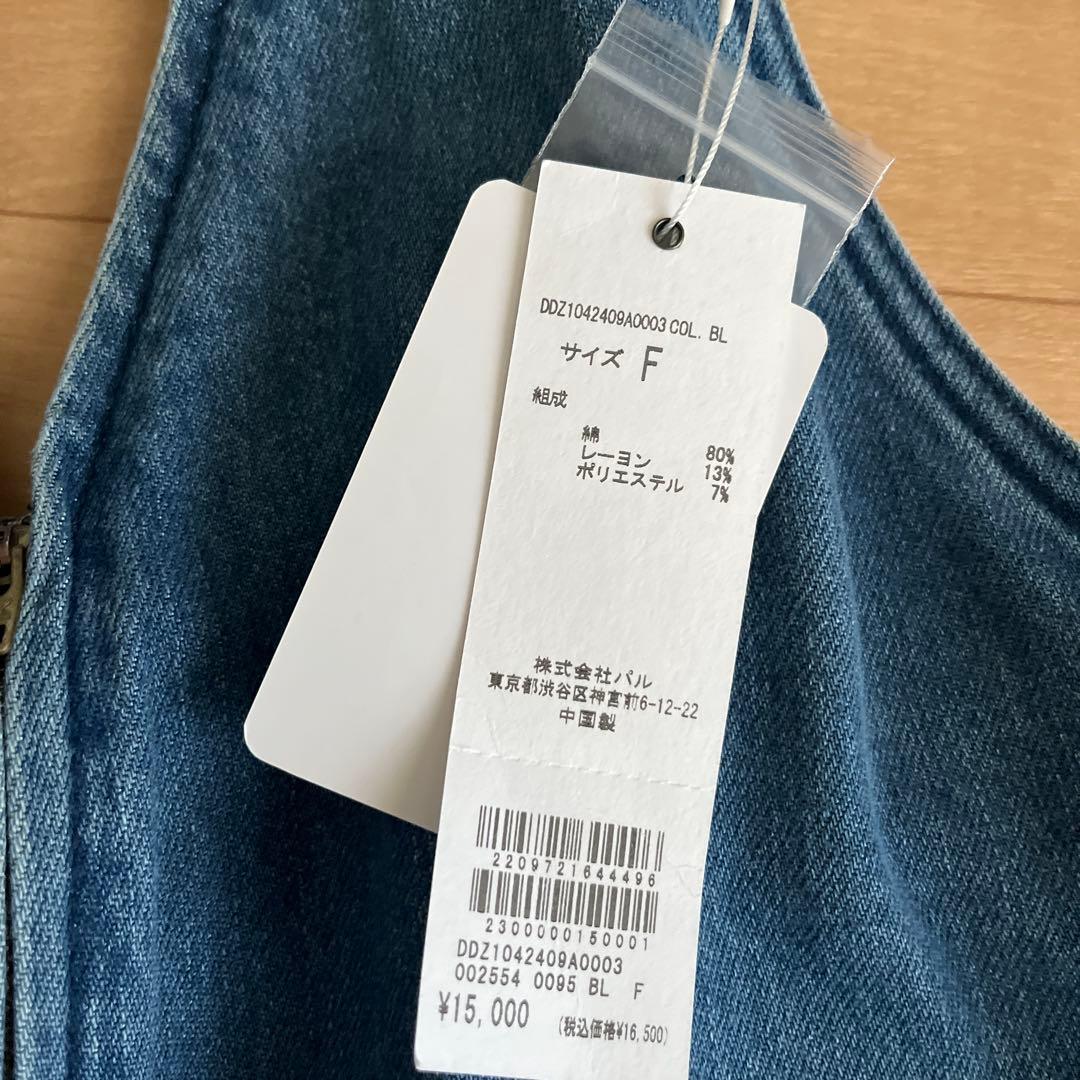 DDZ1042409A0003 COL. BL
サイズ F
組成
綿 80%
レーヨン 13%
ポリエステル 7%
株式会社パル
東京都渋谷区神宮前6-12-22
中国製
2209721644496
2300000150001
DDZ1042409A0003
002554 0095 BL F
¥15,000 (税込価格¥16,500)